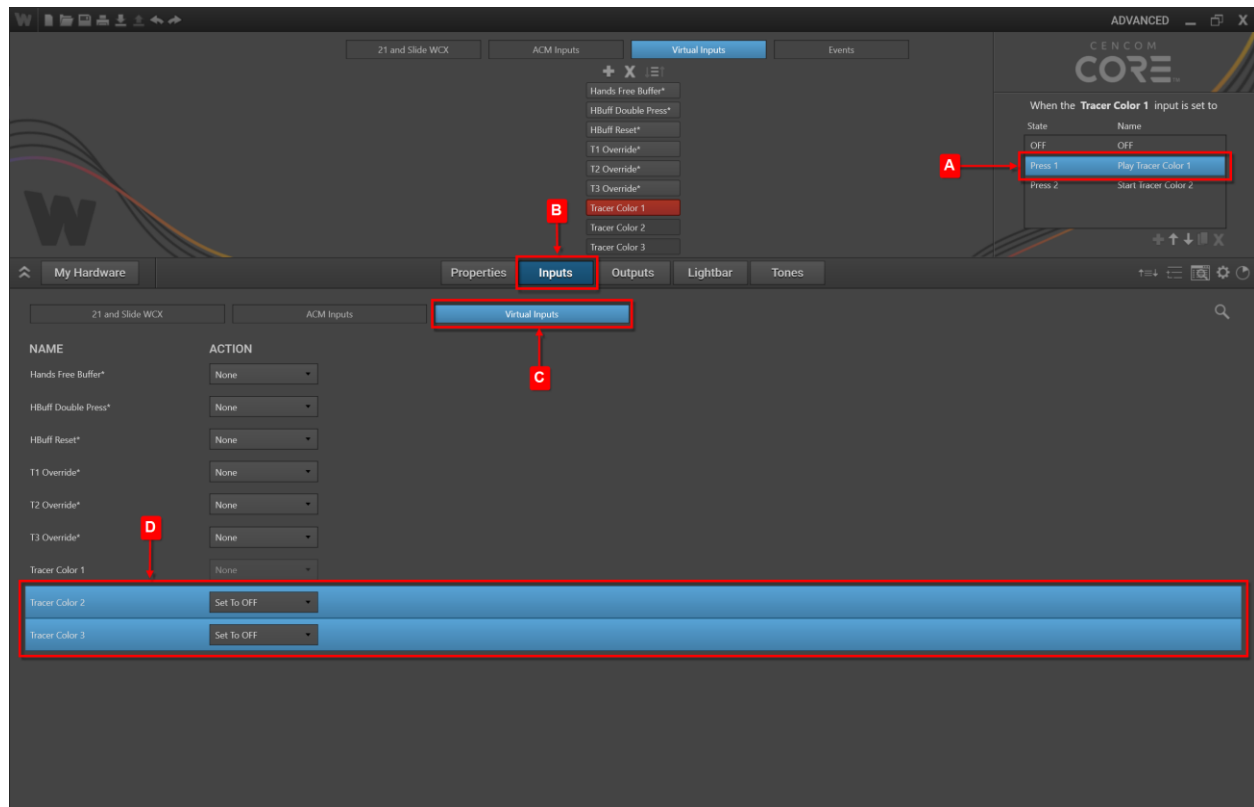 W ADVANCED X
21 and Slide WCX ACM Inputs Virtual Inputs Events
CENCOM
CORE
Hands Free Buffer*
HBuff Double Press*
HBuff Reset*
T1 Override*
T2 Override*
T3 Override*
Tracer Color 1
Tracer Color 2
Tracer Color 3
When the Tracer Color 1 input is set to
State Name
OFF OFF
Press 1 Play Tracer Color 1
Press 2 Start Tracer Color 2
A
B
W
My Hardware Properties Inputs Outputs Lightbar Tones
21 and Slide WCX ACM Inputs Virtual Inputs
C
NAME ACTION
Hands Free Buffer* None
HBuff Double Press* None
HBuff Reset* None
T1 Override* None
T2 Override* None
T3 Override* None
D
Tracer Color 1 None
Tracer Color 2 Set To OFF
Tracer Color 3 Set To OFF